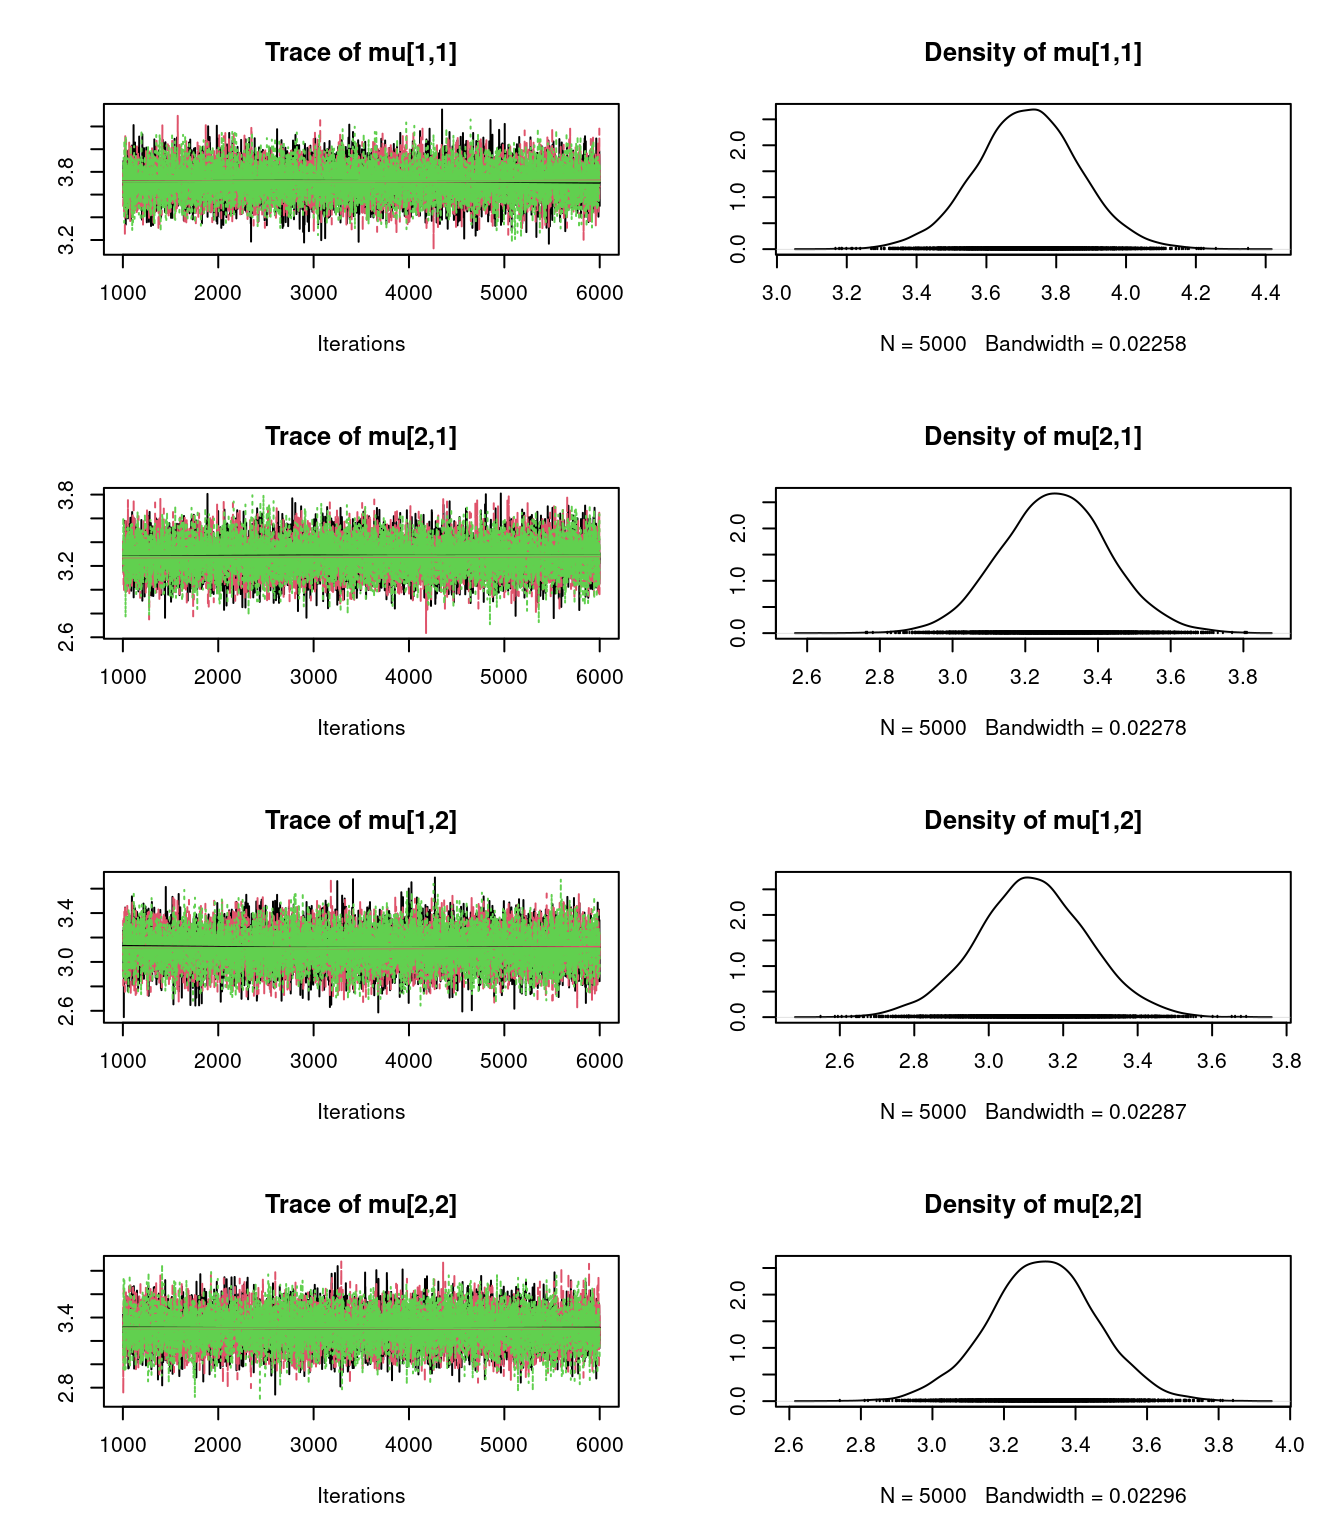 Trace of mu[1,1]
3.2 3.8
1000 2000 3000 4000 5000 6000
Iterations
Density of mu[1,1]
0.0 1.0 2.0
3.0 3.2 3.4 3.6 3.8 4.0 4.2 4.4
N = 5000 Bandwidth = 0.02258
Trace of mu[2,1]
2.6 3.2 3.8
1000 2000 3000 4000 5000 6000
Iterations
Density of mu[2,1]
0.0 1.0 2.0
2.6 2.8 3.0 3.2 3.4 3.6 3.8
N = 5000 Bandwidth = 0.02278
Trace of mu[1,2]
2.6 3.0 3.4
1000 2000 3000 4000 5000 6000
Iterations
Density of mu[1,2]
0.0 1.0 2.0
2.6 2.8 3.0 3.2 3.4 3.6 3.8
N = 5000 Bandwidth = 0.02287
Trace of mu[2,2]
2.8 3.4
1000 2000 3000 4000 5000 6000
Iterations
Density of mu[2,2]
0.0 1.0 2.0
2.6 2.8 3.0 3.2 3.4 3.6 3.8 4.0
N = 5000 Bandwidth = 0.02296